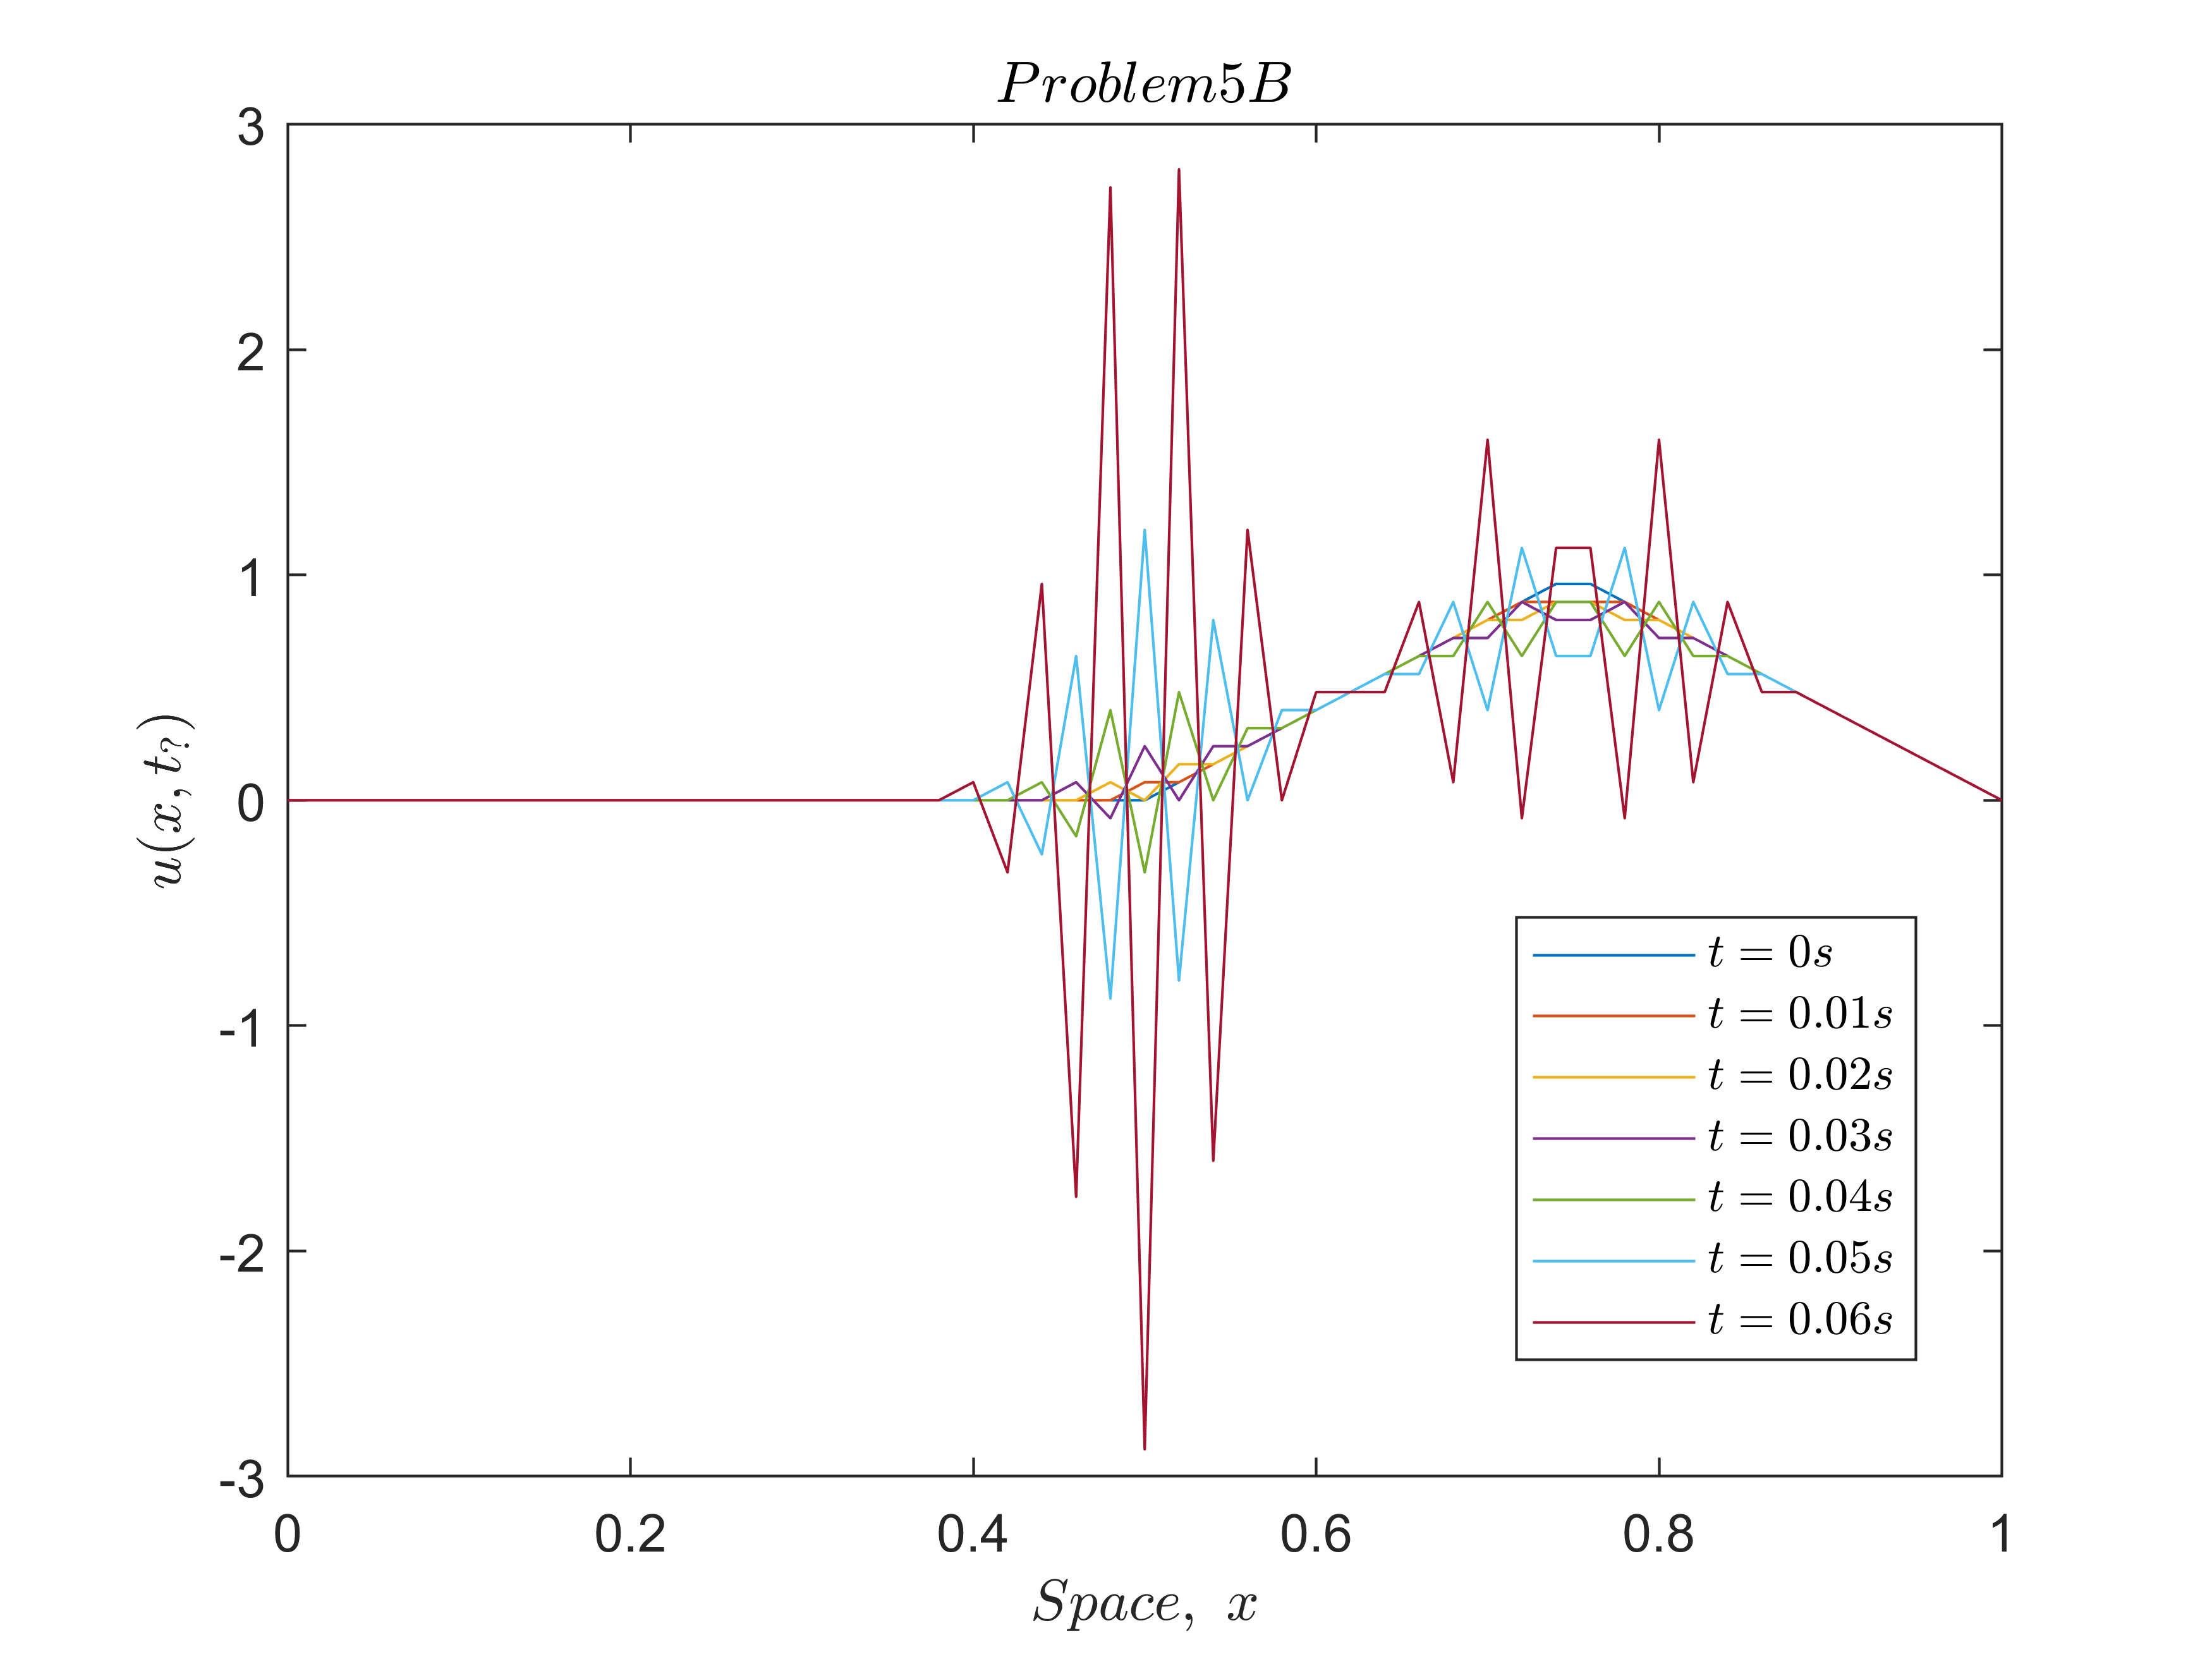 Problem5B
3
2
1
0
-1
-2
-3
u(x, t?)
0 0.2 0.4 0.6 0.8 1
Space, x
t = 0s
t = 0.01s
t = 0.02s
t = 0.03s
t = 0.04s
t = 0.05s
t = 0.06s